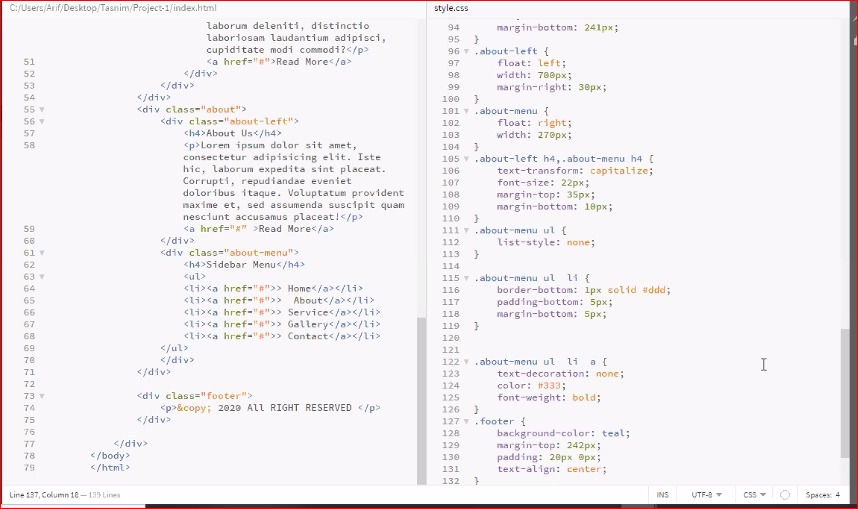 C:/Users/Arif/Desktop/Tasnim/Project-1/index.html
laborum deleniti, distinctio
laboriosam laudantium adipisci,
cupiditate modi commodi?</p>
51 <a href="#">Read More</a>
52 </div>
53 </div>
54 </div>
55 <div class="about">
56 <div class="about-left">
57 <h4>About Us</h4>
58 <p>Lorem ipsum dolor sit amet,
consectetur adipisicing elit. Iste
hic, laborum expedita sint placeat.
Corrupti, repudiandae eveniet
doloribus itaque. Voluptatum provident
maxime et, sed assumenda suscipit quam
nesciunt accusamus placeat!</p>
59 <a href="#" >Read More</a>
60 </div>
61 <div class="about-menu">
62 <h4>Sidebar Menu</h4>
63 <ul>
64 <li><a href="#">> Home</a></li>
65 <li><a href="#">>  About</a></li>
66 <li><a href="#">> Service</a></li>
67 <li><a href="#">> Gallery</a></li>
68 <li><a href="#">> Contact</a></li>
69 </ul>
70 </div>
71 </div>
72
73 <div class="footer">
74 <p>&copy; 2020 All RIGHT RESERVED </p>
75 </div>
76
77 </div>
78 </body>
79 </html>
style.css
94 margin-bottom: 241px;
95 }
96 .about-left {
97 float: left;
98 width: 700px;
99 margin-right: 30px;
100 }
101 .about-menu {
102 float: right;
103 width: 270px;
104 }
105 .about-left h4,.about-menu h4 {
106 text-transform: capitalize;
107 font-size: 22px;
108 margin-top: 35px;
109 margin-bottom: 10px;
110 }
111 .about-menu ul {
112 list-style: none;
113 }
114
115 .about-menu ul  li {
116 border-bottom: 1px solid #ddd;
117 padding-bottom: 5px;
118 margin-bottom: 5px;
119 }
120
121
122 .about-menu ul  li  a {
123 text-decoration: none;
124 color: #333;
125 font-weight: bold;
126 }
127 .footer {
128 background-color: teal;
129 margin-top: 242px;
130 padding: 20px 0px;
131 text-align: center;
132 }
Line 137, Column 18 — 139 Lines
INS UTF-8 CSS Spaces: 4